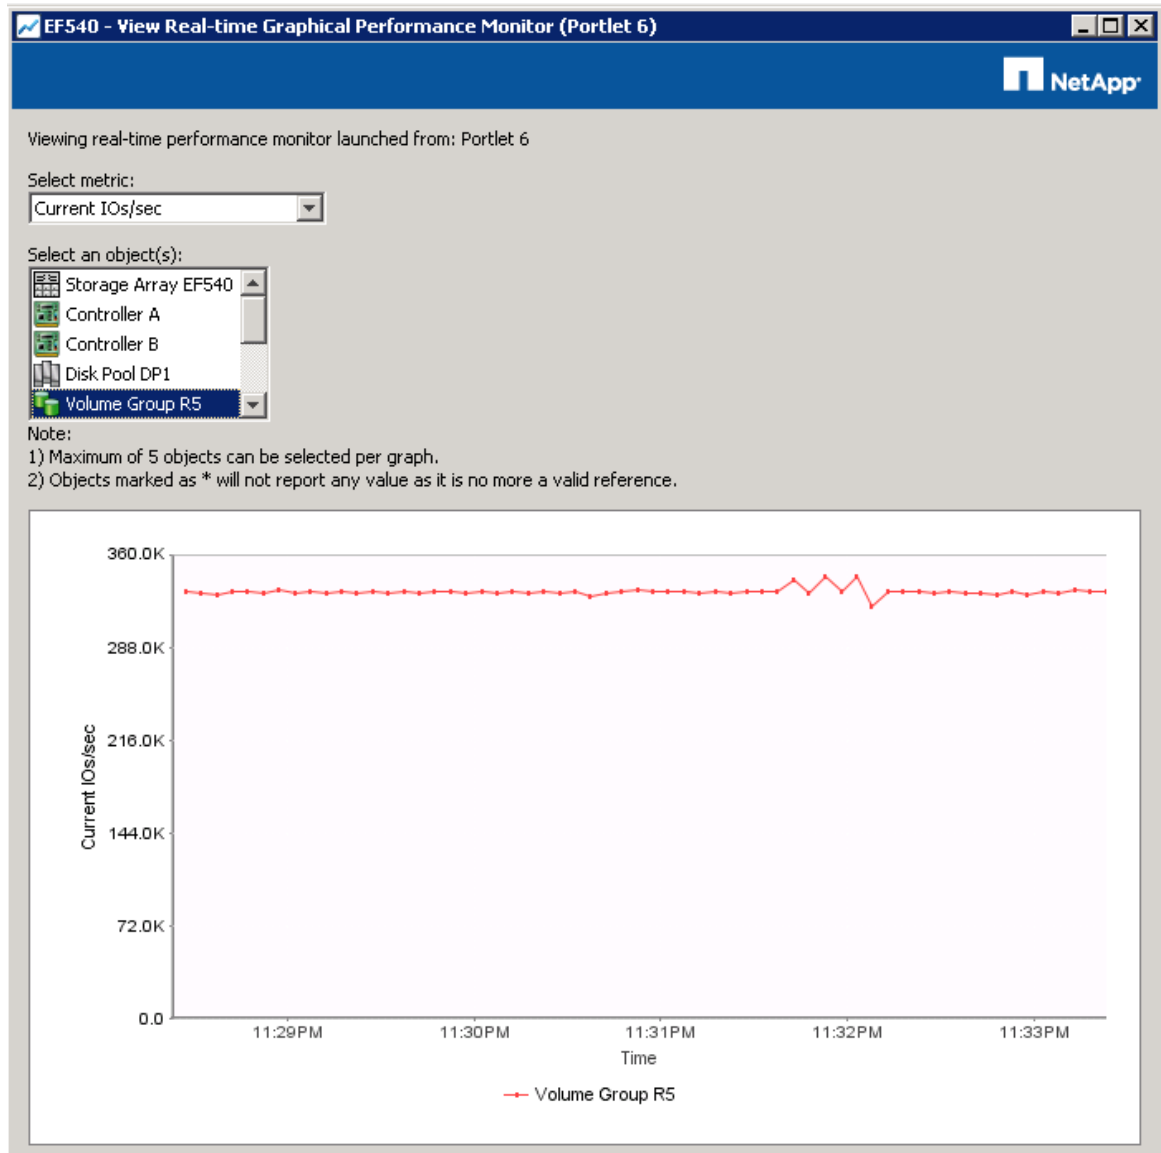 EF540 - View Real-time Graphical Performance Monitor (Portlet 6)
NetApp
Viewing real-time performance monitor launched from: Portlet 6
Select metric:
Current IOs/sec
Select an object(s):
Storage Array EF540
Controller A
Controller B
Disk Pool DP1
Volume Group R5
Note:
1) Maximum of 5 objects can be selected per graph.
2) Objects marked as * will not report any value as it is no more a valid reference.
360.0K
288.0K
216.0K
144.0K
72.0K
0.0
Current IOs/sec
11:29PM 11:30PM 11:31PM 11:32PM 11:33PM
Time
Volume Group R5